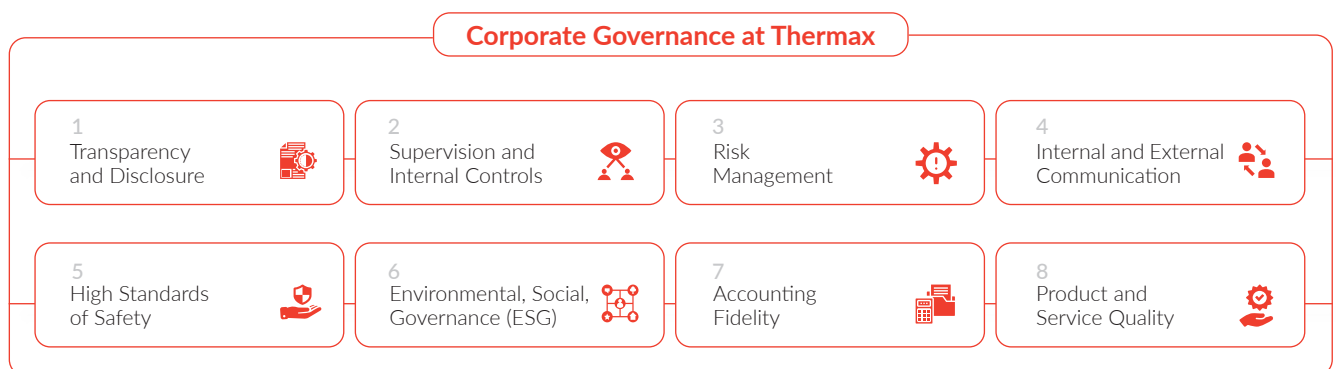 Corporate Governance at Thermax
1
Transparency
and Disclosure
2
Supervision and
Internal Controls
3
Risk
Management
4
Internal and External
Communication
5
High Standards
of Safety
6
Environmental, Social,
Governance (ESG)
7
Accounting
Fidelity
8
Product and
Service Quality